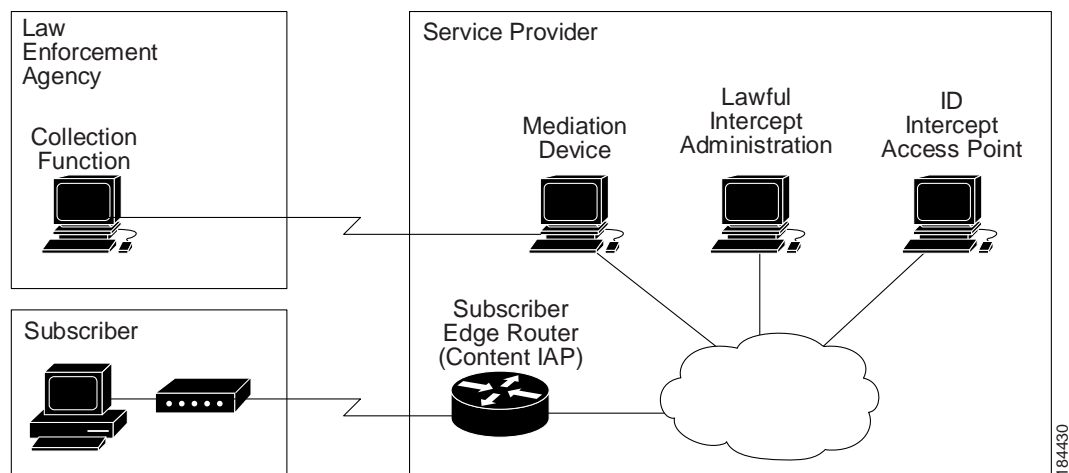 Law
Enforcement
Agency
Collection
Function
Service Provider
Mediation
Device
Lawful
Intercept
Administration
ID
Intercept
Access Point
Subscriber
Subscriber
Edge Router
(Content IAP)
184430